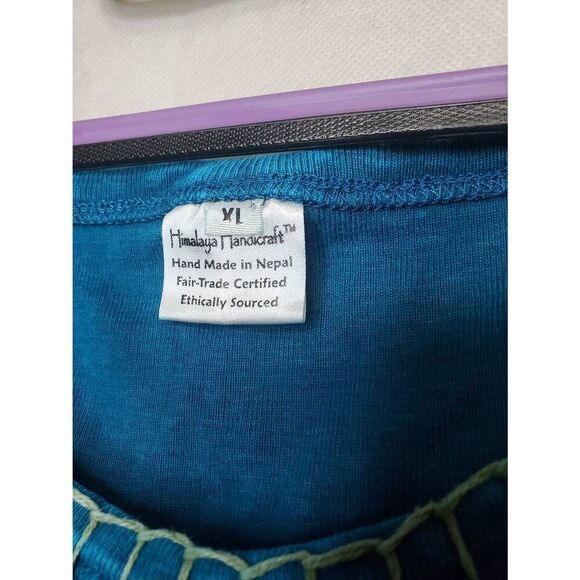 XL
Himalaya Handicraft™
Hand Made in Nepal
Fair-Trade Certified
Ethically Sourced